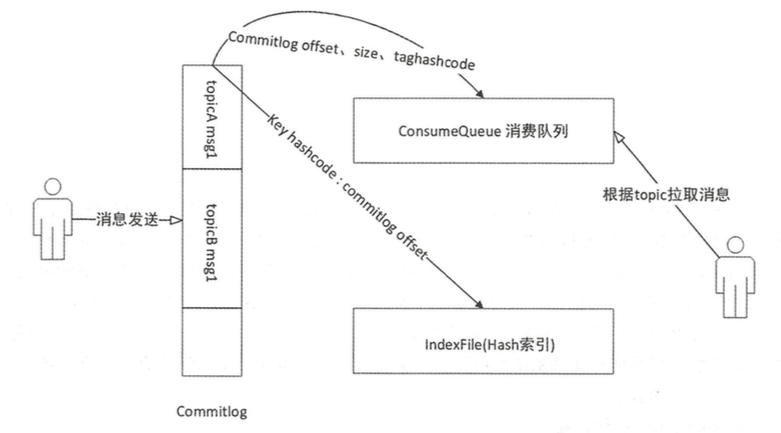 Commitlog offset、size、taghashcode
topicA msg1
ConsumeQueue 消费队列
Key hashcode : commitlog offset
根据topic拉取消息
消息发送
topicB msg1
IndexFile(Hash索引)
Commitlog